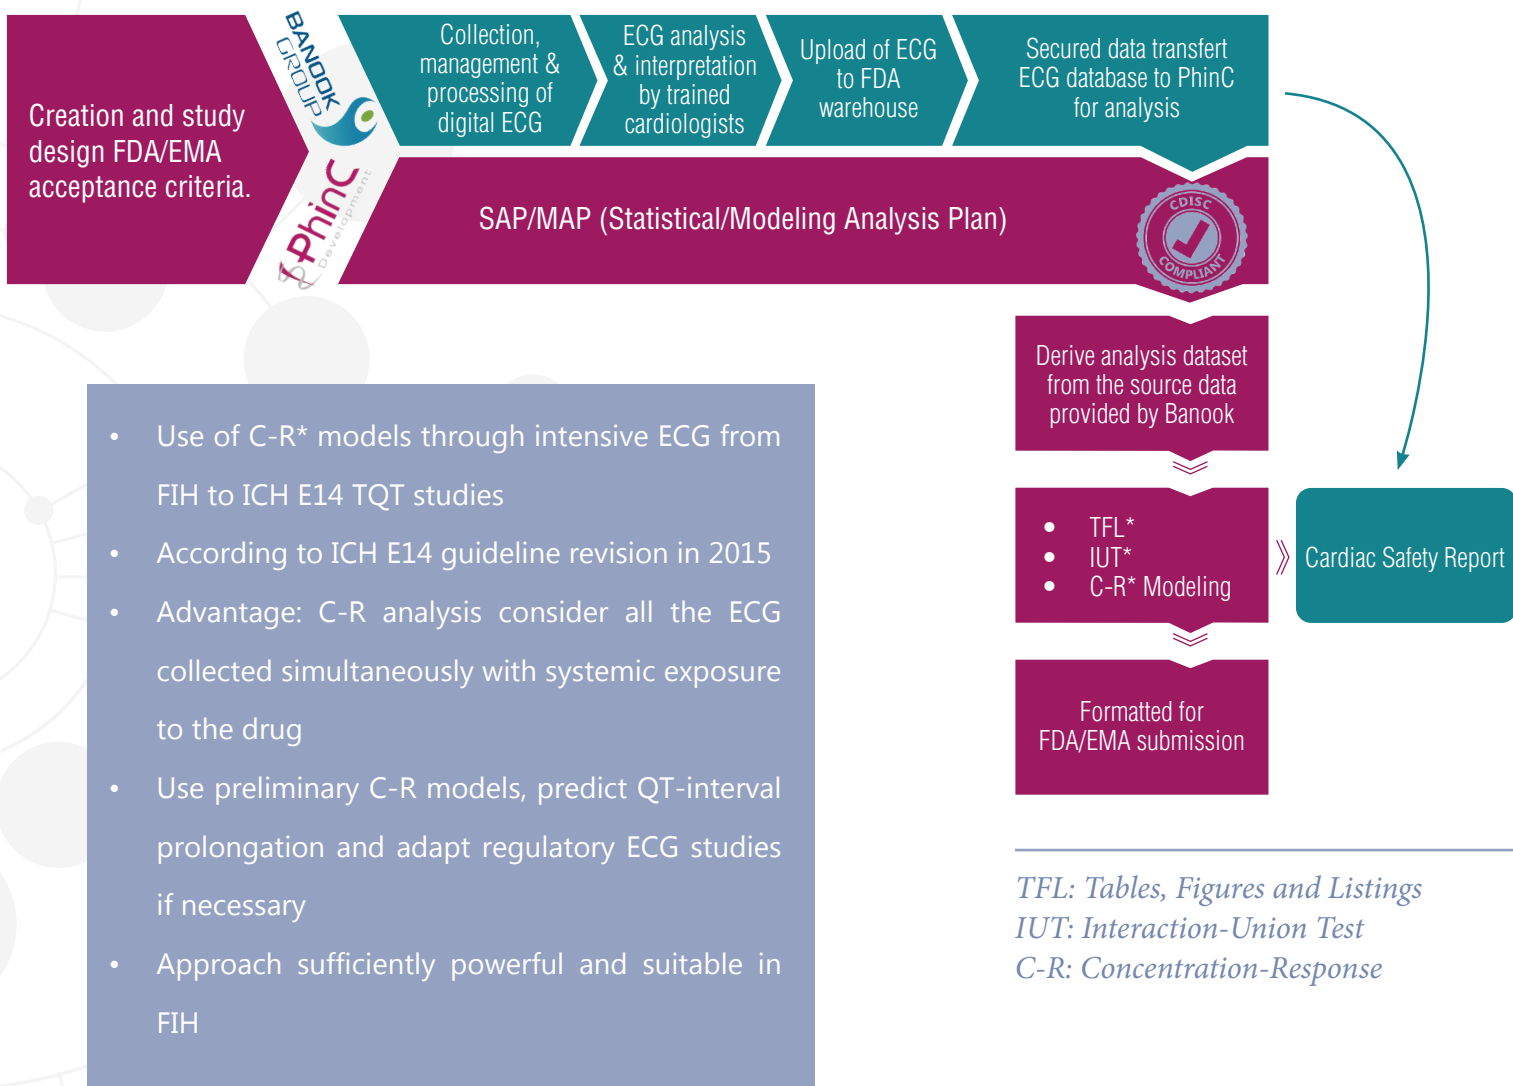 Creation and study
design FDA/EMA
acceptance criteria.
BANOOK
GROUP
PhinC
Development
Collection,
management &
processing of
digital ECG
ECG analysis
& interpretation
by trained
cardiologists
Upload of ECG
to FDA
warehouse
Secured data transfert
ECG database to PhinC
for analysis
SAP/MAP (Statistical/Modeling Analysis Plan)
CDISC
COMPLIANT
Derive analysis dataset
from the source data
provided by Banook
• TFL*
• IUT*
• C-R* Modeling
Cardiac Safety Report
Formatted for
FDA/EMA submission
• Use of C-R* models through intensive ECG from
FIH to ICH E14 TQT studies
• According to ICH E14 guideline revision in 2015
• Advantage: C-R analysis consider all the ECG
collected simultaneously with systemic exposure
to the drug
• Use preliminary C-R models, predict QT-interval
prolongation and adapt regulatory ECG studies
if necessary
• Approach sufficiently powerful and suitable in
FIH
TFL: Tables, Figures and Listings
IUT: Interaction-Union Test
C-R: Concentration-Response